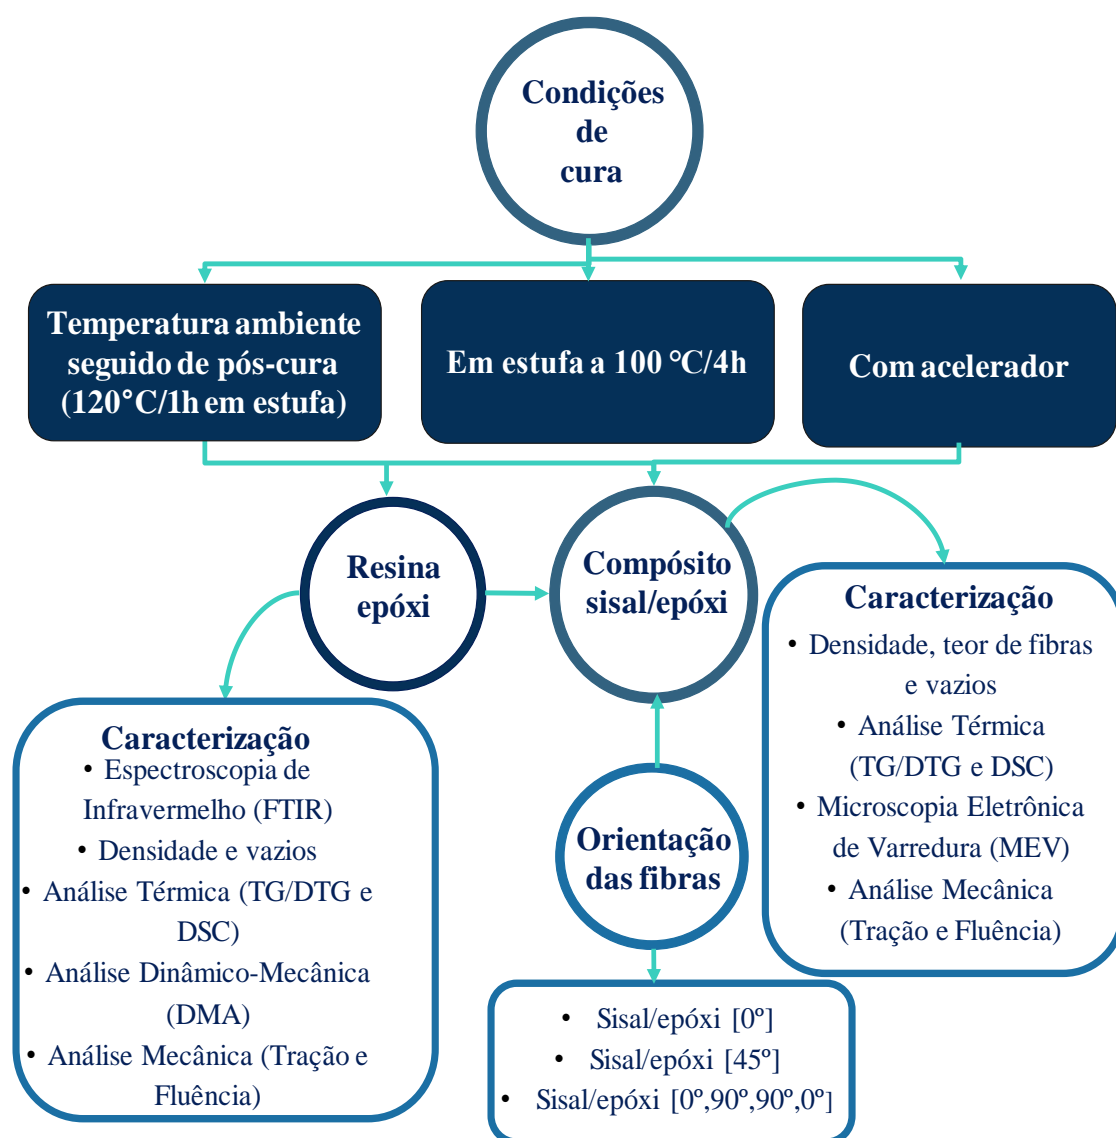 Condições
de
cura
Temperatura ambiente
seguido de pós-cura
(120°C/1h em estufa)
Em estufa a 100 °C/4h
Com acelerador
Resina
epóxi
Compósito
sisal/epóxi
Caracterização
• Densidade, teor de fibras
e vazios
• Análise Térmica
(TG/DTG e DSC)
• Microscopia Eletrônica
de Varredura (MEV)
• Análise Mecânica
(Tração e Fluência)
Caracterização
• Espectroscopia de
Infravermelho (FTIR)
• Densidade e vazios
• Análise Térmica (TG/DTG e
DSC)
• Análise Dinâmico-Mecânica
(DMA)
• Análise Mecânica (Tração e
Fluência)
Orientação
das fibras
• Sisal/epóxi [0º]
• Sisal/epóxi [45º]
• Sisal/epóxi [0º,90º,90º,0º]